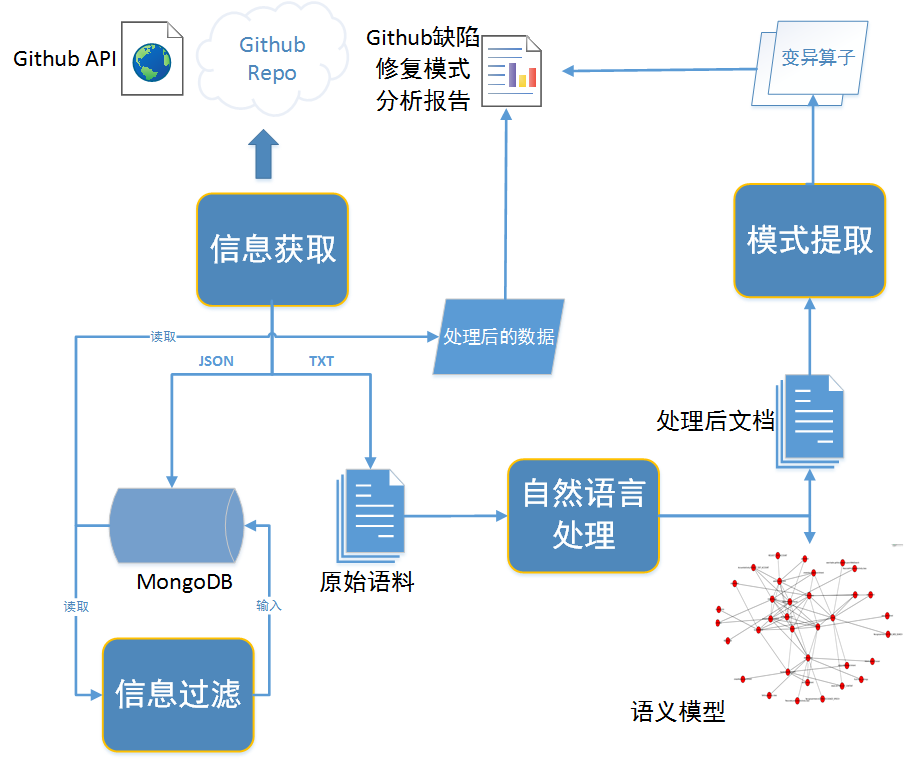 Github API
Github
Repo
Github缺陷
修复模式
分析报告
变异算子
信息获取
模式提取
读取
处理后的数据
JSON
TXT
处理后文档
自然语言
处理
MongoDB
原始语料
读取
输入
信息过滤
语义模型